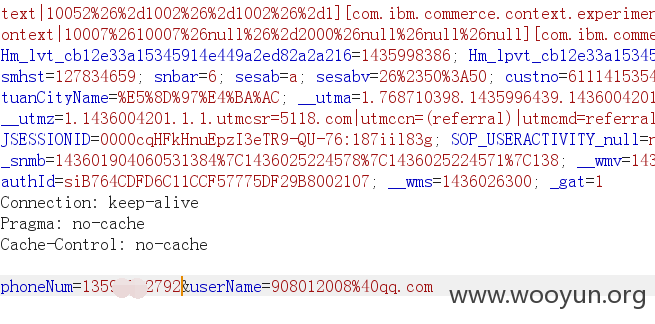 text|10052%26%2d1002%26%2d1002%26%2d1][com.ibm.commerce.context.experimen
ontext|10007%2610007%26null%26%2d2000%26null%26null%26null][com.ibm.comme
Hm_lvt_cb12e33a15345914e449a2ed82a2a216=1435998386; Hm_lpvt_cb12e33a15345
smhst=127834659; snbar=6; sesab=a; sesabv=26%2350%3A50; custno=6111415354
tuanCityName=%E5%8D%97%E4%BA%AC; __utma=1.768710398.1435996439.1436004201
__utmz=1.1436004201.1.1.utmcsr=5118.com|utmccn=(referral)|utmcmd=referral
JSESSIONID=0000cqHFkHnuEpzI3eTR9-QU-76:187iil83g; SOP_USERACTIVITY_null=n
_snmb=143601904060531384%7C1436025224578%7C1436025224571%7C138; __wmv=143
authId=siB764CDFD6C11CCF57775DF29B8002107; __wms=1436026300; _gat=1
Connection: keep-alive
Pragma: no-cache
Cache-Control: no-cache
phoneNum=1359 2792&userName=908012008%40qq.com
www.wooyun.org